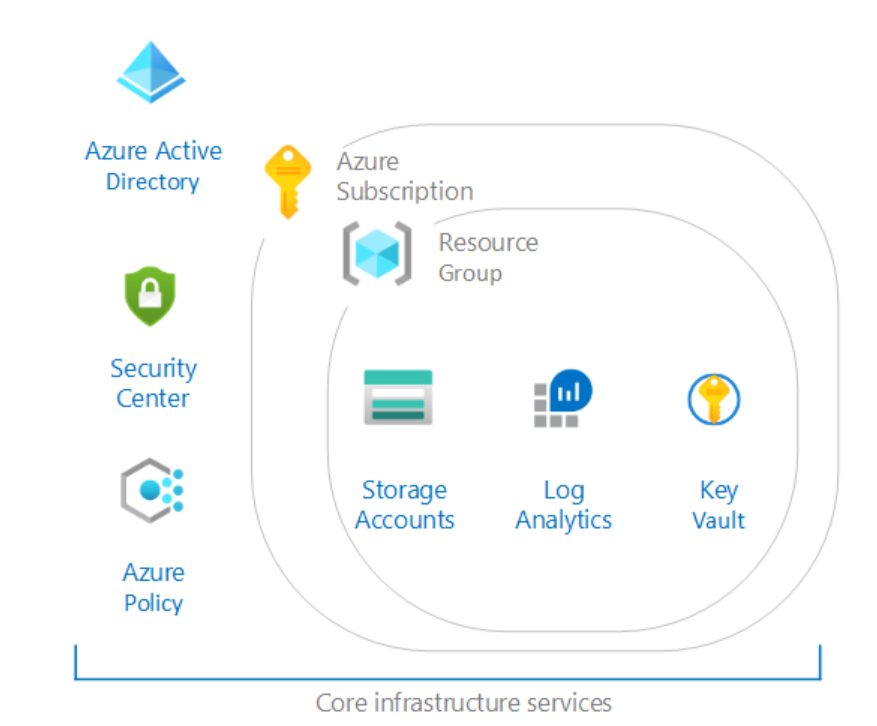 Azure Active
Directory
Azure
Subscription
Resource
Group
Security
Center
Storage
Accounts
Log
Analytics
Key
Vault
Azure
Policy
Core infrastructure services